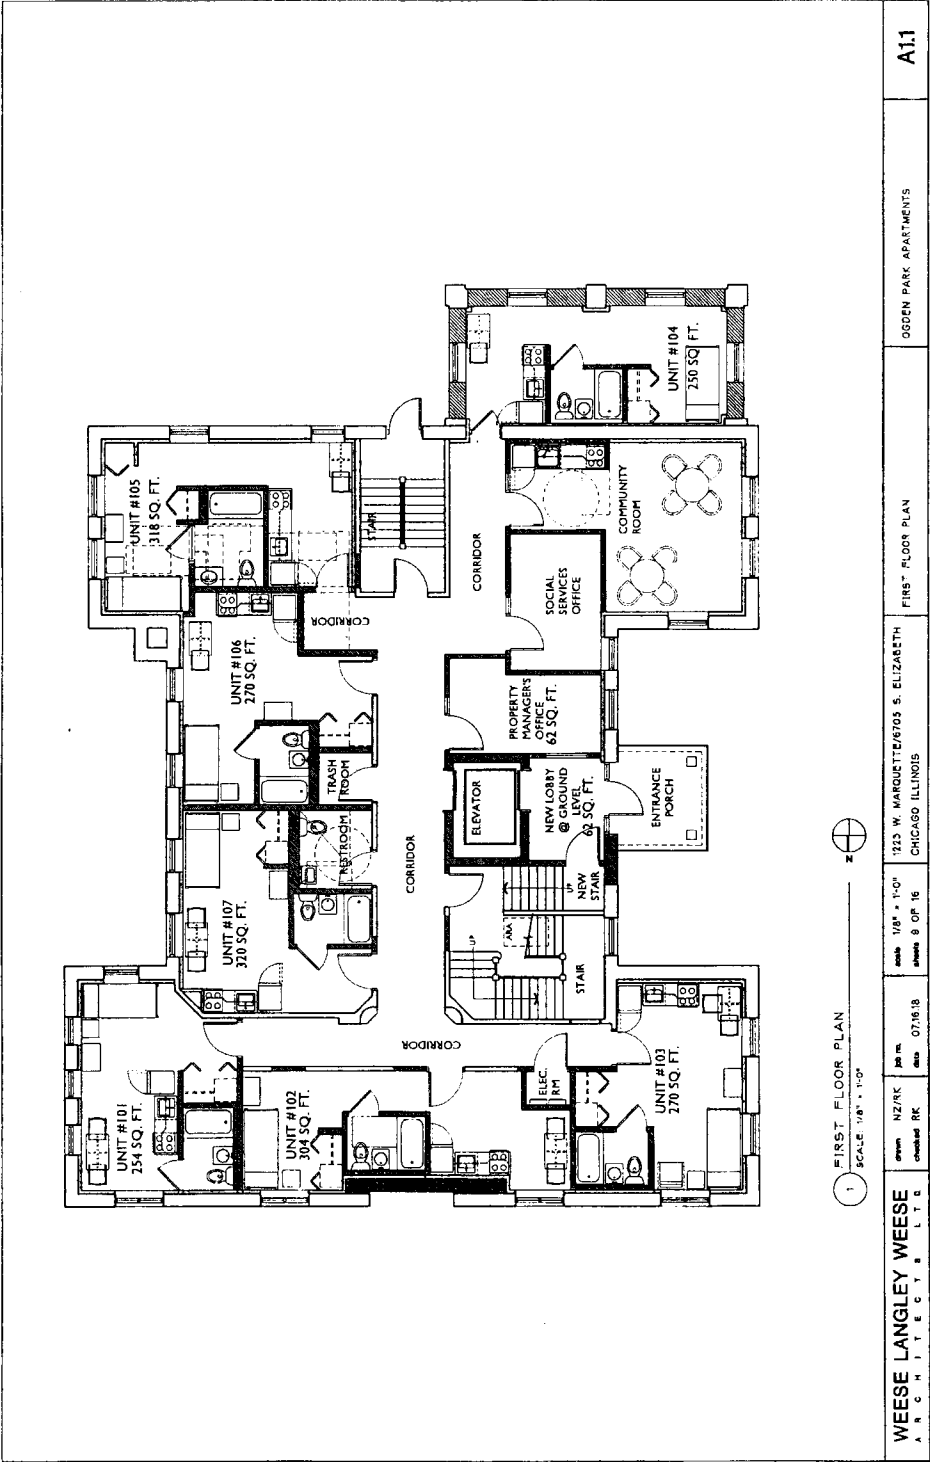 UNIT #105
318 SQ. FT.
UNIT #106
270 SQ. FT.
UNIT #107
320 SQ. FT.
UNIT #101
254 SQ. FT.
UNIT #102
304 SQ. FT.
UNIT #103
270 SQ. FT.
UNIT #104
250 SQ. FT.
STAIR
CORRIDOR
CORRIDOR
TRASH
ROOM
RESTROOM
CORRIDOR
CORRIDOR
COMMUNITY
ROOM
SOCIAL
SERVICES
OFFICE
PROPERTY
MANAGER'S
OFFICE
62 SQ. FT.
ELEVATOR
NEW LOBBY
@ GROUND
LEVEL
62 SQ. FT.
ENTRANCE
PORCH
NEW
STAIR
UP
UP
ARA
STAIR
ELEC.
RM
N
1
FIRST FLOOR PLAN
SCALE: 1/8" = 1'-0"
WEESE LANGLEY WEESE
ARCHITECTS LTD
drawn NZ/RK
checked RK
job no.
date 07.16.18
scale 1/8" = 1'-0"
sheets 9 OF 16
1223 W. MARQUETTE/6703 S. ELIZABETH
CHICAGO ILLINOIS
FIRST FLOOR PLAN
OGDEN PARK APARTMENTS
A1.1